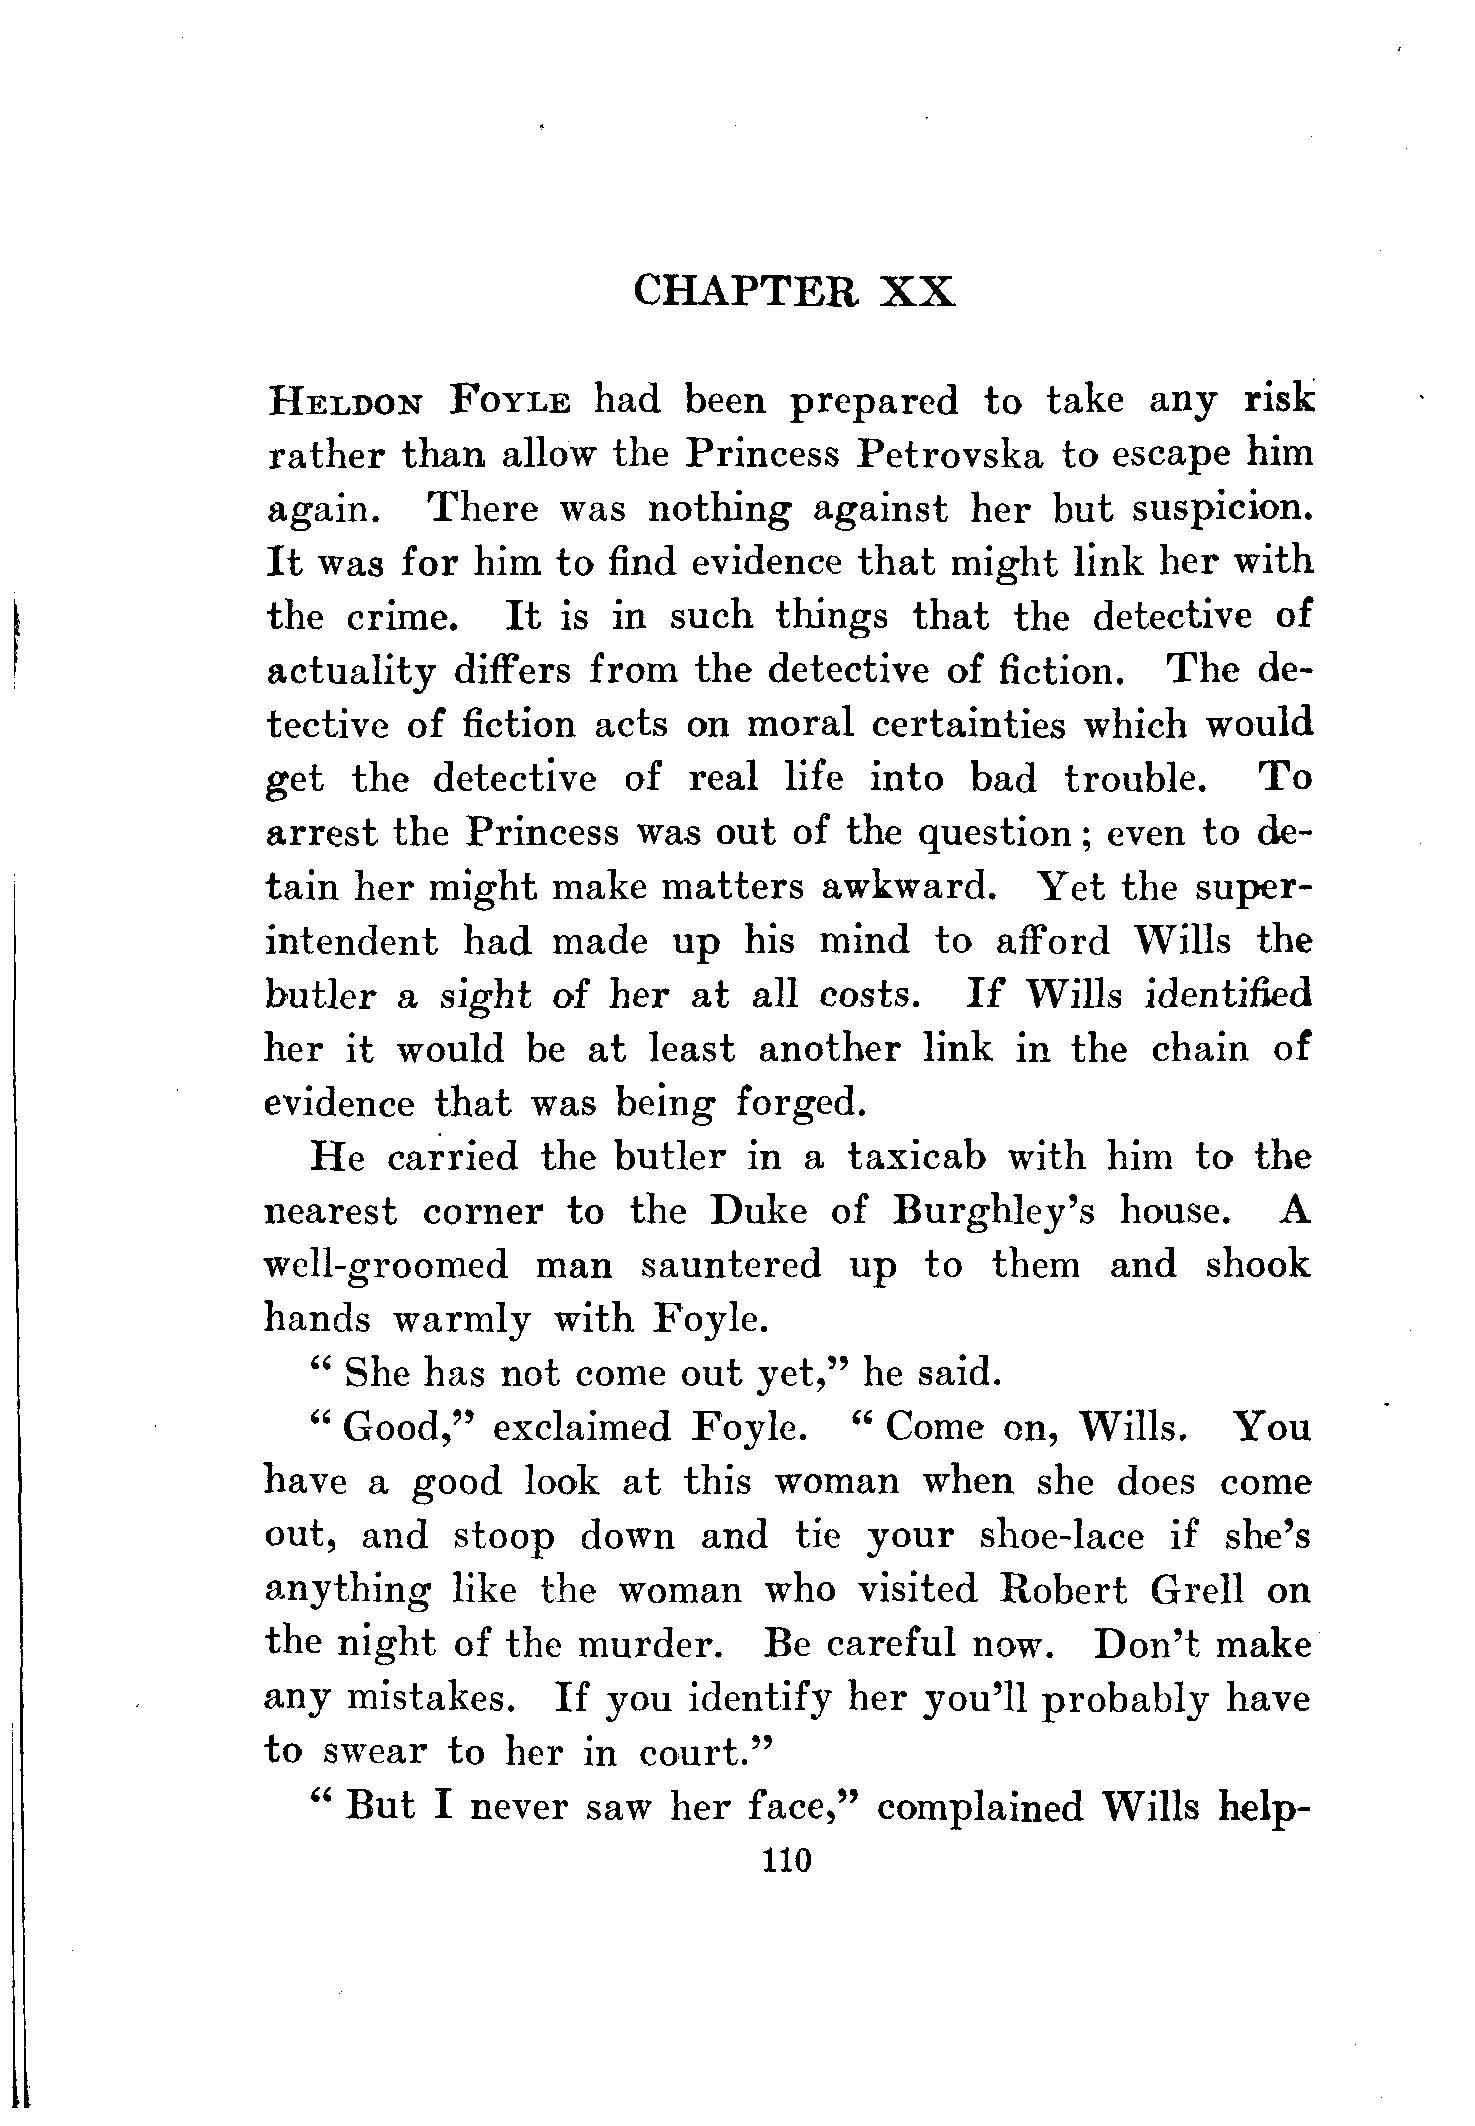 CHAPTER XX
HELDON FOYLE had been prepared to take any risk
rather than allow the Princess Petrovska to escape him
again. There was nothing against her but suspicion.
It was for him to find evidence that might link her with
the crime. It is in such things that the detective of
actuality differs from the detective of fiction. The de-
tective of fiction acts on moral certainties which would
get the detective of real life into bad trouble. To
arrest the Princess was out of the question; even to de-
tain her might make matters awkward. Yet the super-
intendent had made up his mind to afford Wills the
butler a sight of her at all costs. If Wills identified
her it would be at least another link in the chain of
evidence that was being forged.
He carried the butler in a taxicab with him to the
nearest corner to the Duke of Burghley's house. A
well-groomed man sauntered up to them and shook
hands warmly with Foyle.
“ She has not come out yet,” he said.
“ Good,” exclaimed Foyle. “ Come on, Wills. You
have a good look at this woman when she does come
out, and stoop down and tie your shoe-lace if she's
anything like the woman who visited Robert Grell on
the night of the murder. Be careful now. Don't make
any mistakes. If you identify her you'll probably have
to swear to her in court.”
“ But I never saw her face,” complained Wills help-
110